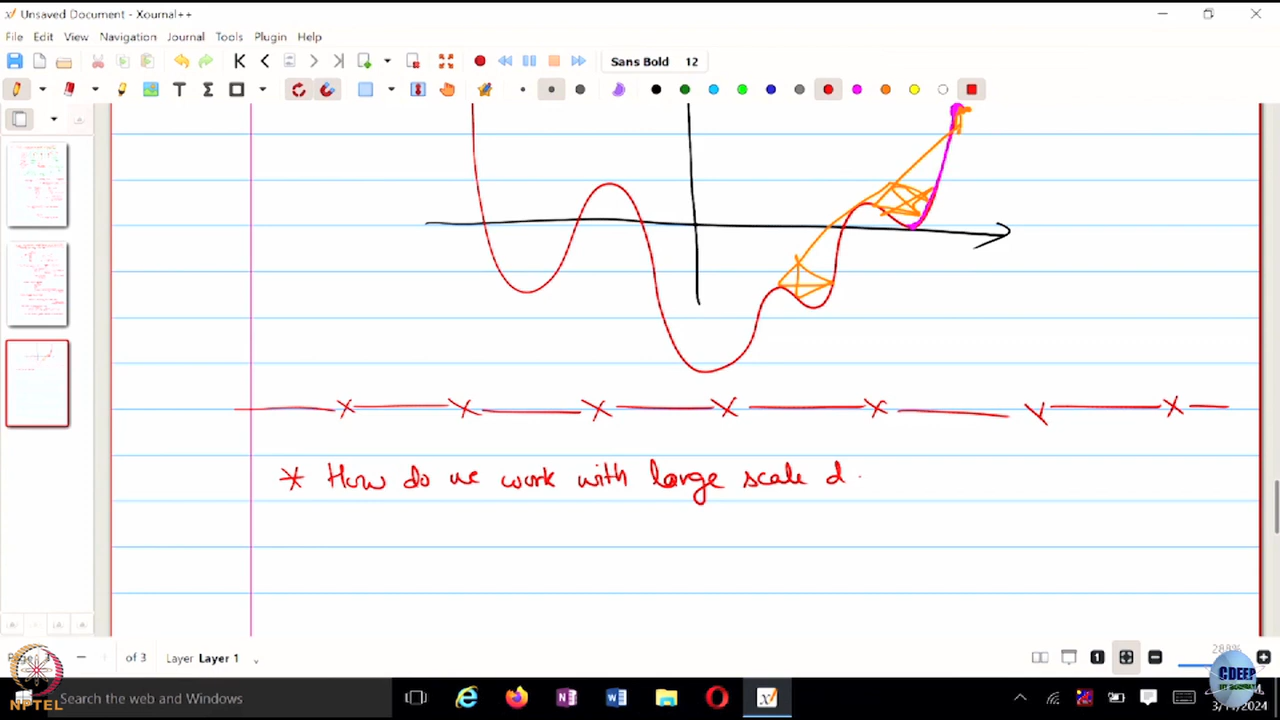 Unsaved Document - Xournal++
File Edit View Navigation Journal Tools Plugin Help
Sans Bold 12
* How do we work with large scale d
of 3 Layer Layer 1
Search the web and Windows
NPTEL
CDEEP